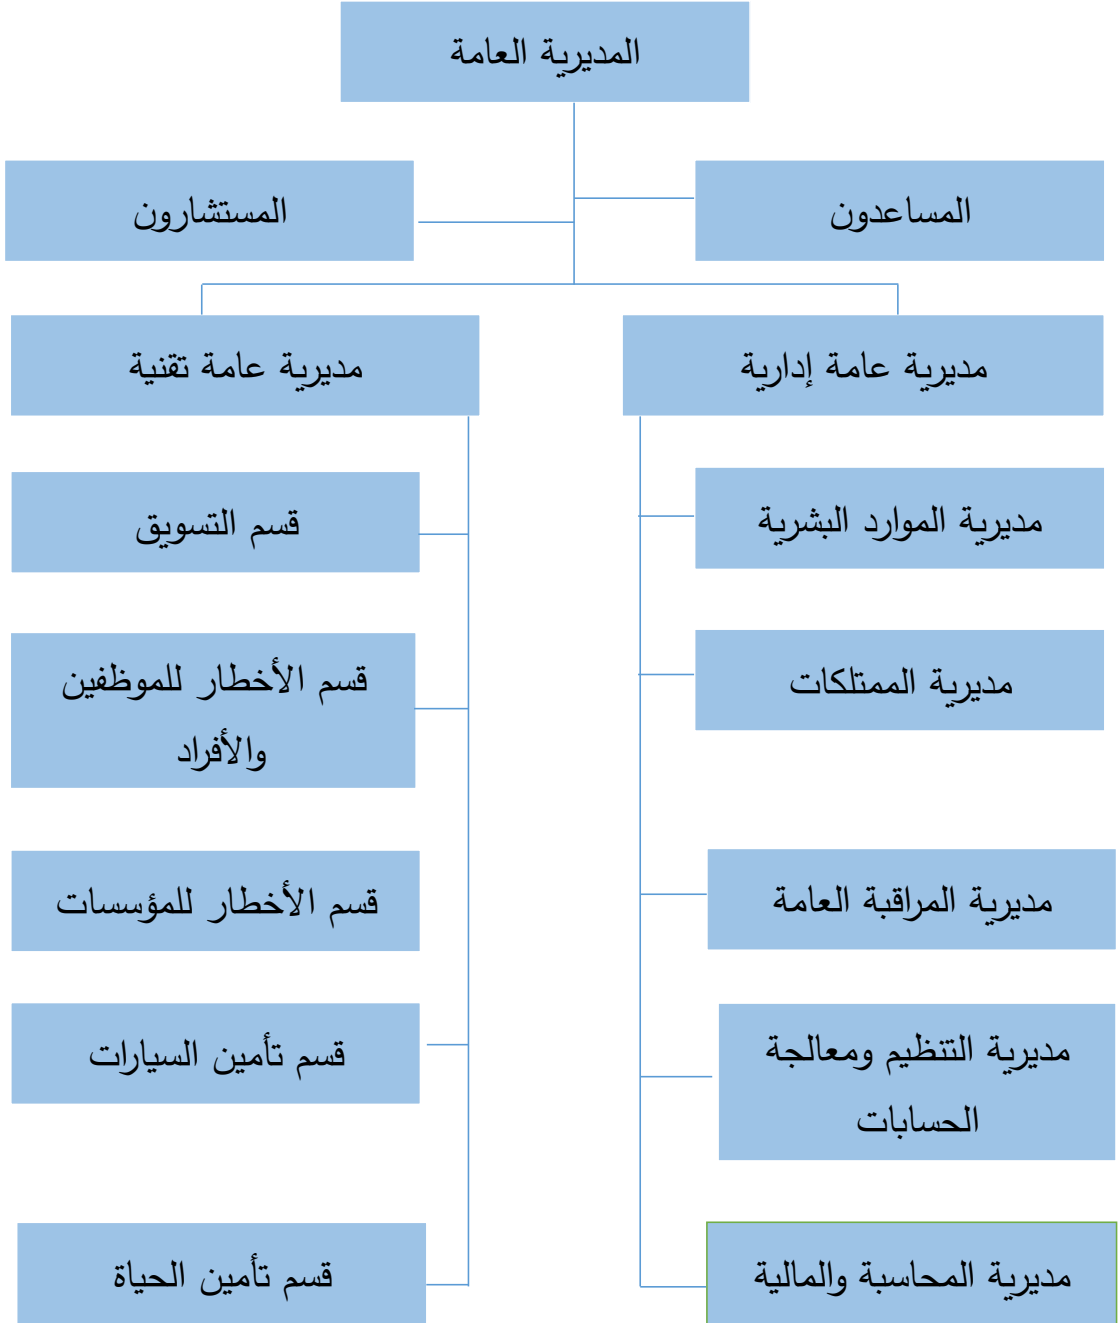 المديرية العامة
المساعدون
المستشارون
مديرية عامة إدارية
مديرية عامة تقنية
مديرية الموارد البشرية
قسم التسويق
مديرية الممتلكات
قسم الأخطار للموظفين
والأفراد
مديرية المراقبة العامة
قسم الأخطار للمؤسسات
مديرية التنظيم ومعالجة
الحسابات
قسم تأمين السيارات
مديرية المحاسبة والمالية
قسم تأمين الحياة